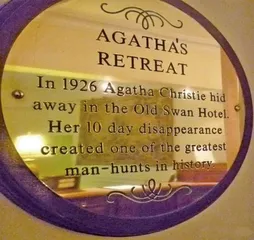 AGATHA'S
RETREAT
In 1926 Agatha Christie hid
away in the Old Swan Hotel.
Her 10 day disappearance
created one of the greatest
man-hunts in history.